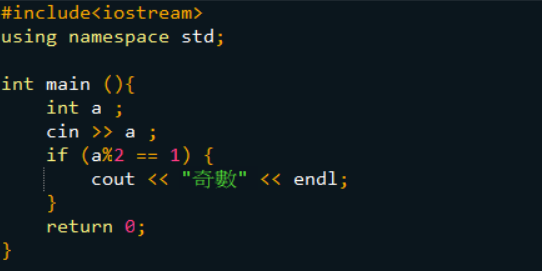 #include<iostream>
using namespace std;
int main (){
    int a ;
    cin >> a ;
    if (a%2 == 1) {
        cout << "奇數" << endl;
    }
    return 0;
}